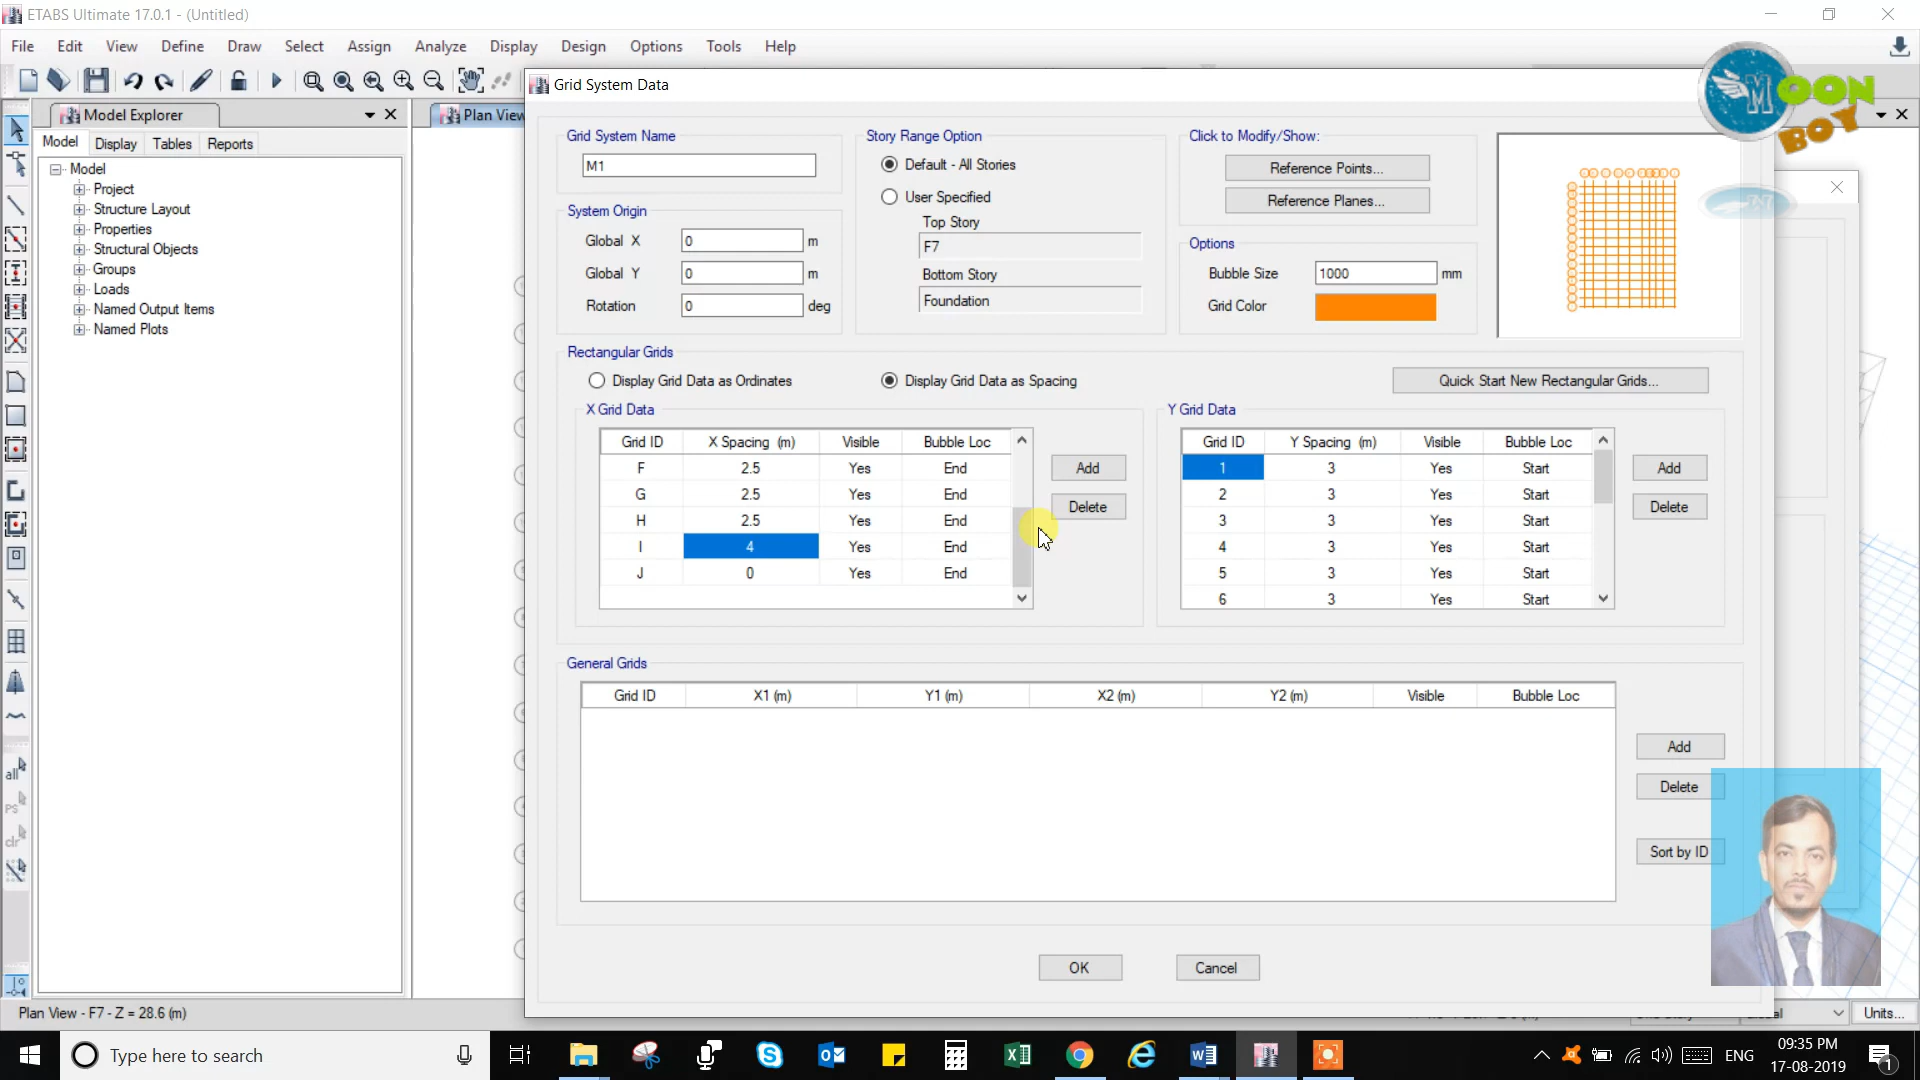 ETABS Ultimate 17.0.1 - (Untitled)
File Edit View Define Draw Select Assign Analyze Display Design Options Tools Help
MOON
BOY
Model Explorer
Plan View
Grid System Data
Model Display Tables Reports
Model
Project
Structure Layout
Properties
Structural Objects
Groups
Loads
Named Output Items
Named Plots
Grid System Name
M1
System Origin
Global X 0 m
Global Y 0 m
Rotation 0 deg
Story Range Option
Default - All Stories
User Specified
Top Story
F7
Bottom Story
Foundation
Click to Modify/Show:
Reference Points...
Reference Planes...
Options
Bubble Size 1000 mm
Grid Color
Rectangular Grids
Display Grid Data as Ordinates
Display Grid Data as Spacing
Quick Start New Rectangular Grids...
X Grid Data
Grid ID X Spacing (m) Visible Bubble Loc
F 2.5 Yes End
G 2.5 Yes End
H 2.5 Yes End
I 4 Yes End
J 0 Yes End
Add
Delete
Y Grid Data
Grid ID Y Spacing (m) Visible Bubble Loc
1 3 Yes Start
2 3 Yes Start
3 3 Yes Start
4 3 Yes Start
5 3 Yes Start
6 3 Yes Start
Add
Delete
General Grids
Grid ID X1 (m) Y1 (m) X2 (m) Y2 (m) Visible Bubble Loc
Add
Delete
Sort by ID
OK Cancel
all
ps
clr
Plan View - F7 - Z = 28.6 (m)
Units...
Type here to search
ENG
09:35 PM
17-08-2019
1